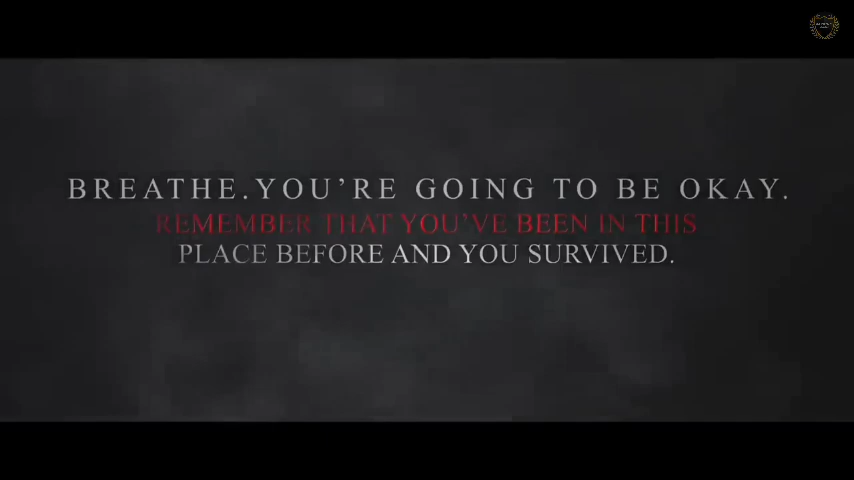 BREATHE.YOU'RE GOING TO BE OKAY.
REMEMBER THAT YOU'VE BEEN IN THIS
PLACE BEFORE AND YOU SURVIVED.